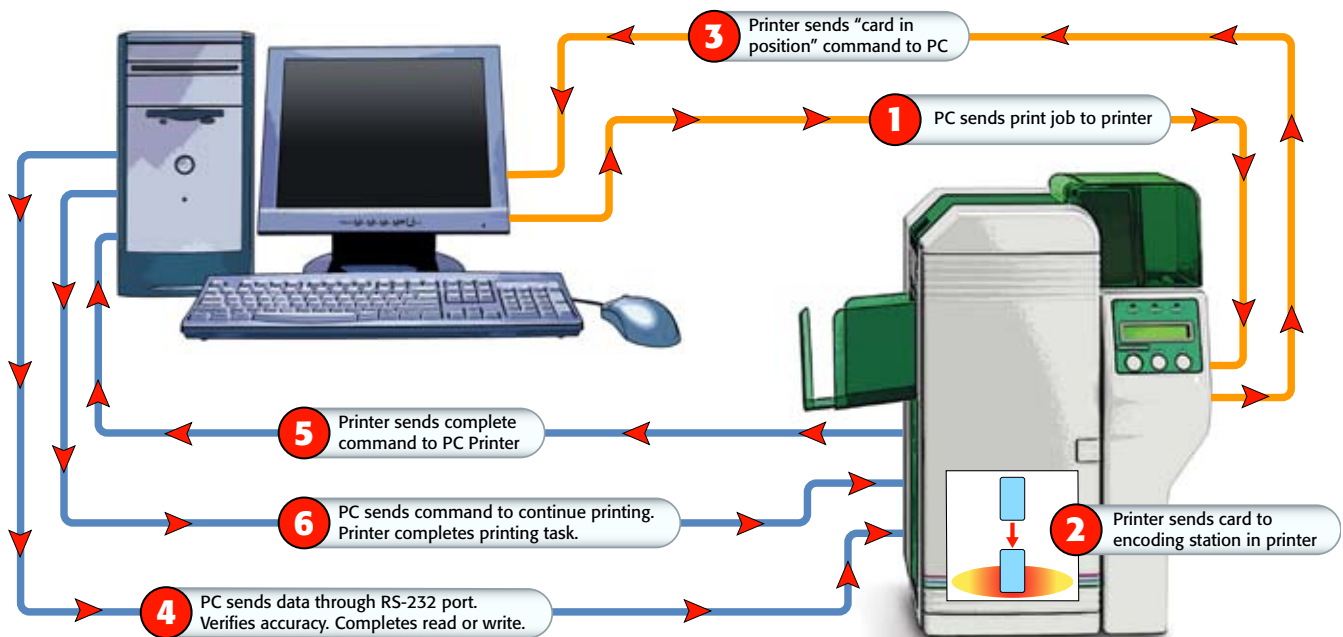 3
Printer sends “card in
position” command to PC
1
PC sends print job to printer
5
Printer sends complete
command to PC Printer
6
PC sends command to continue printing.
Printer completes printing task.
2
Printer sends card to
encoding station in printer
4
PC sends data through RS-232 port.
Verifies accuracy. Completes read or write.